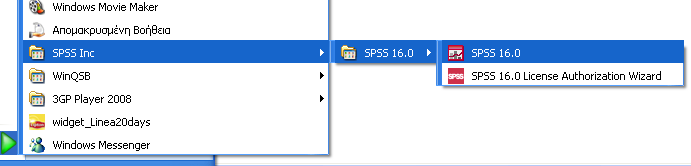 Windows Movie Maker
Απομακρυσμένη Βοήθεια
SPSS Inc
SPSS 16.0
SPSS 16.0
WinQSB
SPSS SPSS 16.0 License Authorization Wizard
3GP Player 2008
widget_Linea20days
Windows Messenger